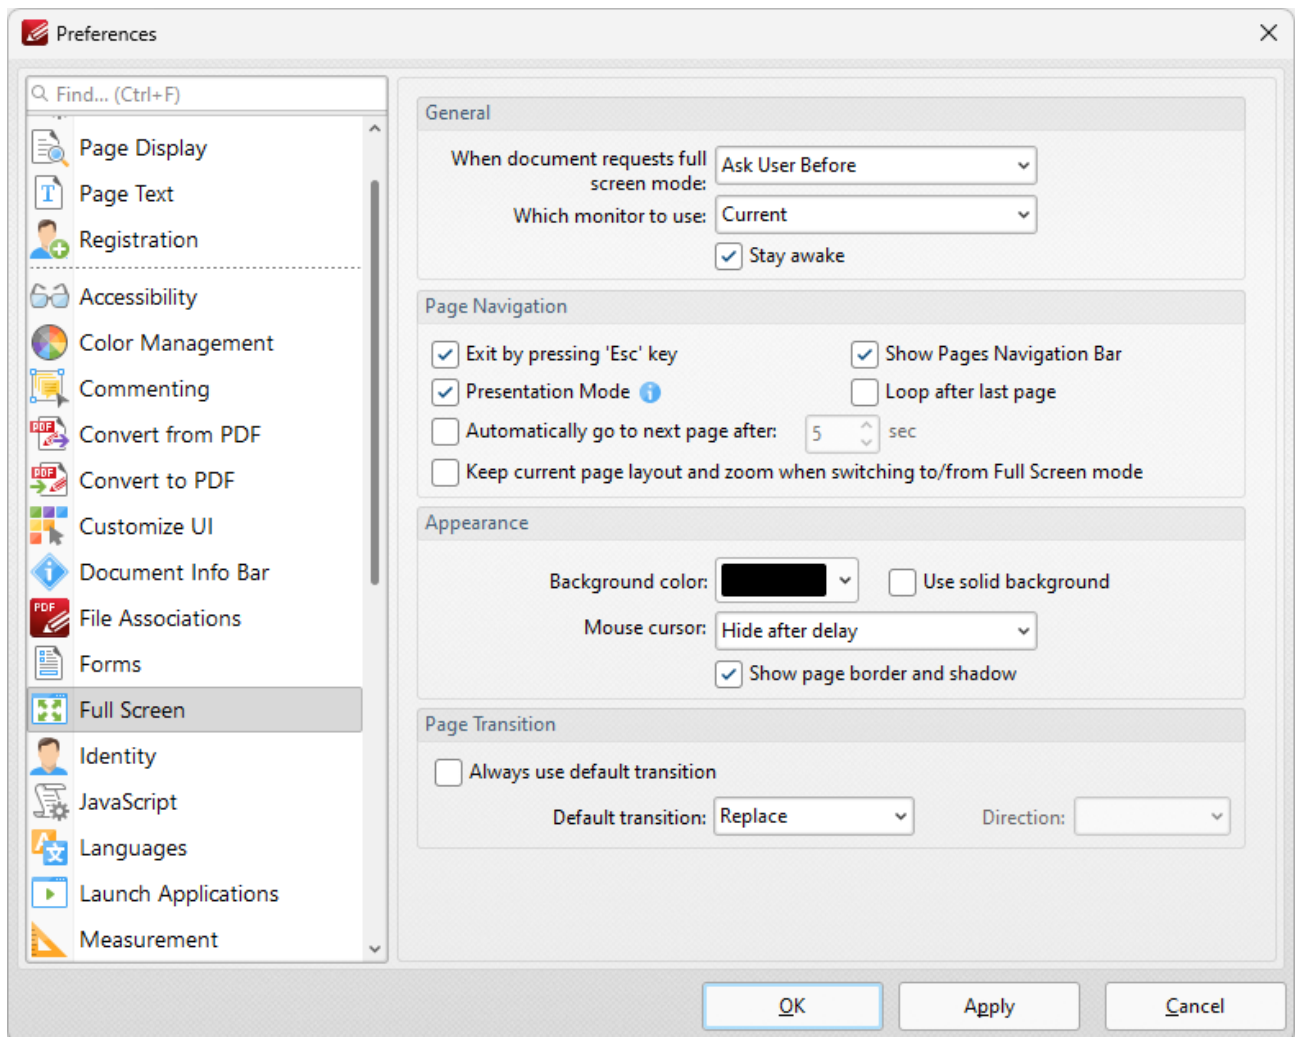 Preferences
Find... (Ctrl+F)
Page Display
Page Text
Registration
Accessibility
Color Management
Commenting
Convert from PDF
Convert to PDF
Customize UI
Document Info Bar
File Associations
Forms
Full Screen
Identity
JavaScript
Languages
Launch Applications
Measurement
General
When document requests full
screen mode:
Ask User Before
Which monitor to use:
Current
Stay awake
Page Navigation
Exit by pressing 'Esc' key
Show Pages Navigation Bar
Presentation Mode
Loop after last page
Automatically go to next page after:
5
sec
Keep current page layout and zoom when switching to/from Full Screen mode
Appearance
Background color:
Use solid background
Mouse cursor:
Hide after delay
Show page border and shadow
Page Transition
Always use default transition
Default transition:
Replace
Direction:
OK
Apply
Cancel